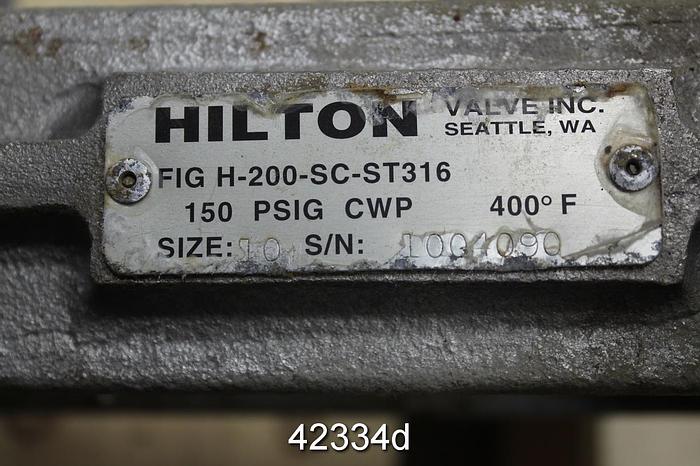 HILTON VALVE INC.
SEATTLE, WA
FIG H-200-SC-ST316
150 PSIG CWP 400° F
SIZE: 10 S/N: 1004090
42334d